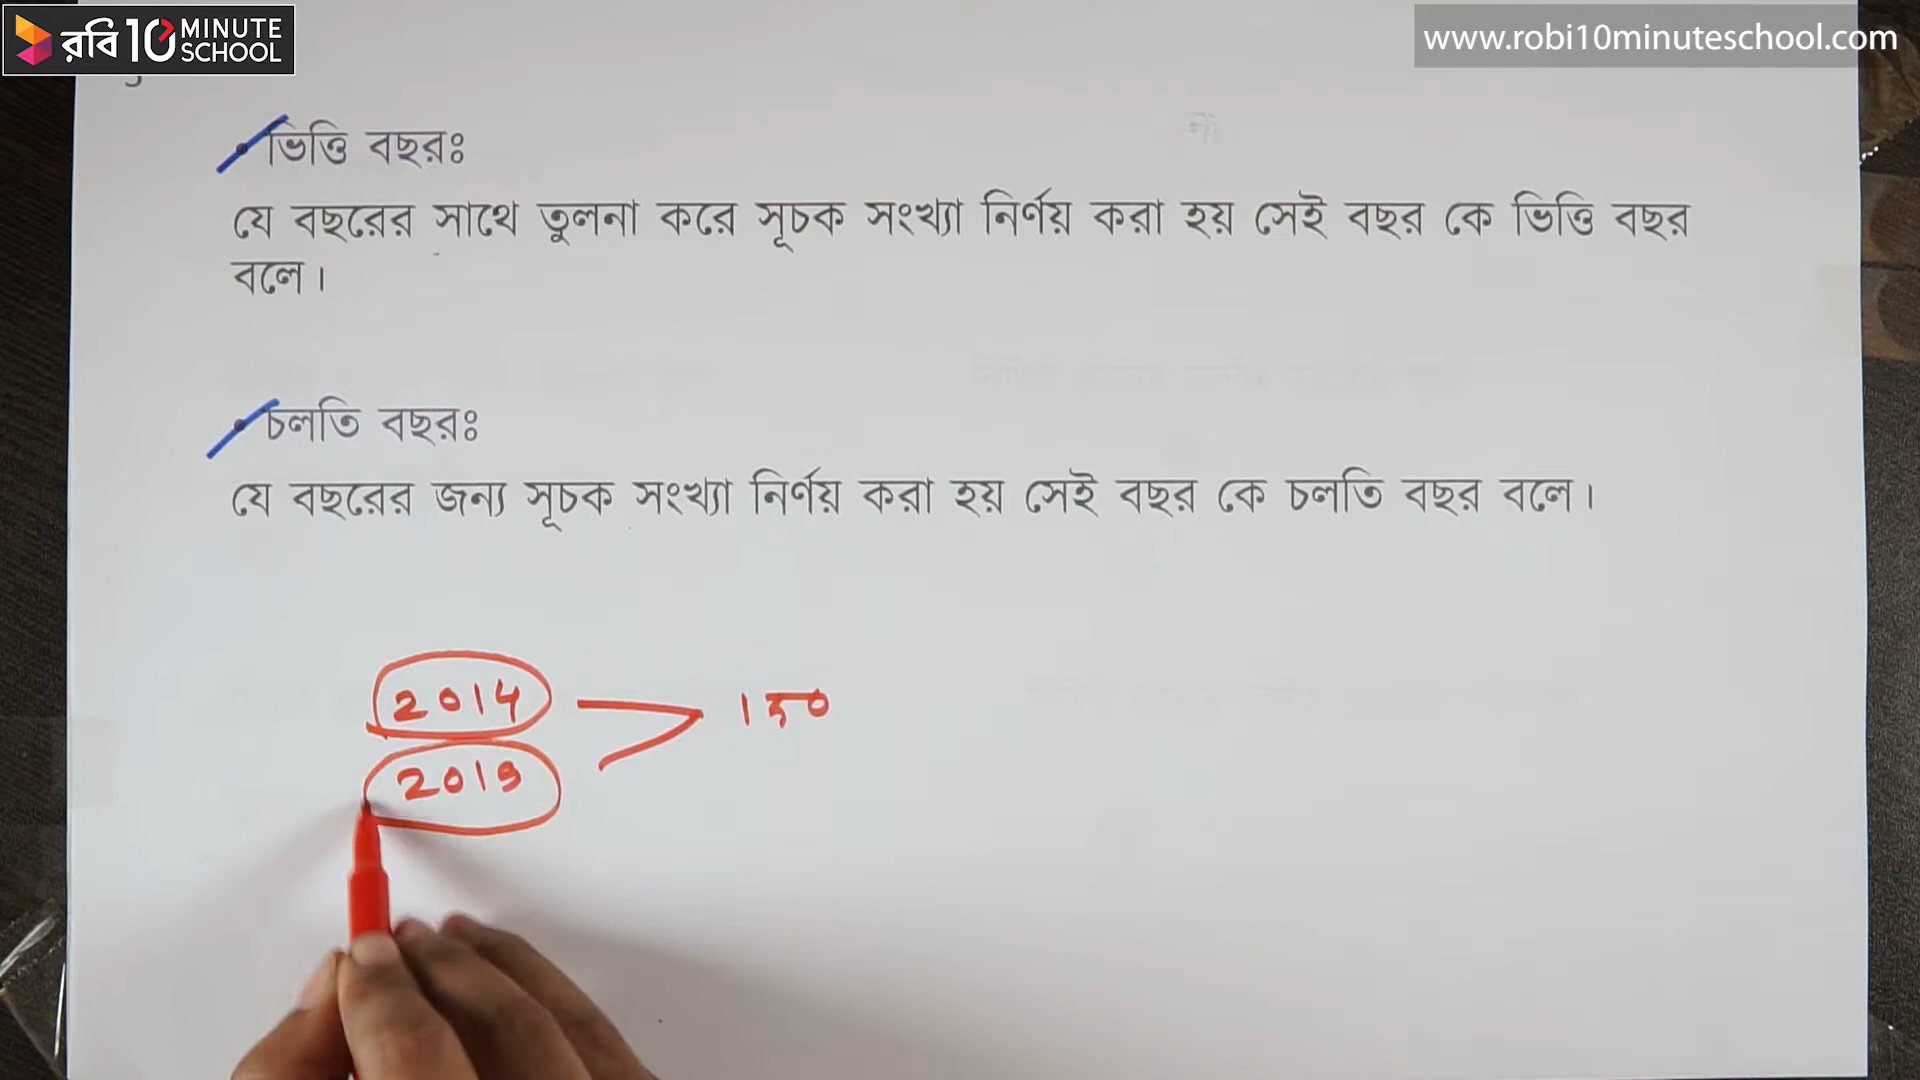 রবি 10 MINUTE SCHOOL
www.robi10minuteschool.com
ভিত্তি বছরঃ
যে বছরের সাথে তুলনা করে সূচক সংখ্যা নির্ণয় করা হয় সেই বছর কে ভিত্তি বছর
বলে।
চলতি বছরঃ
যে বছরের জন্য সূচক সংখ্যা নির্ণয় করা হয় সেই বছর কে চলতি বছর বলে।
2014
150
2019